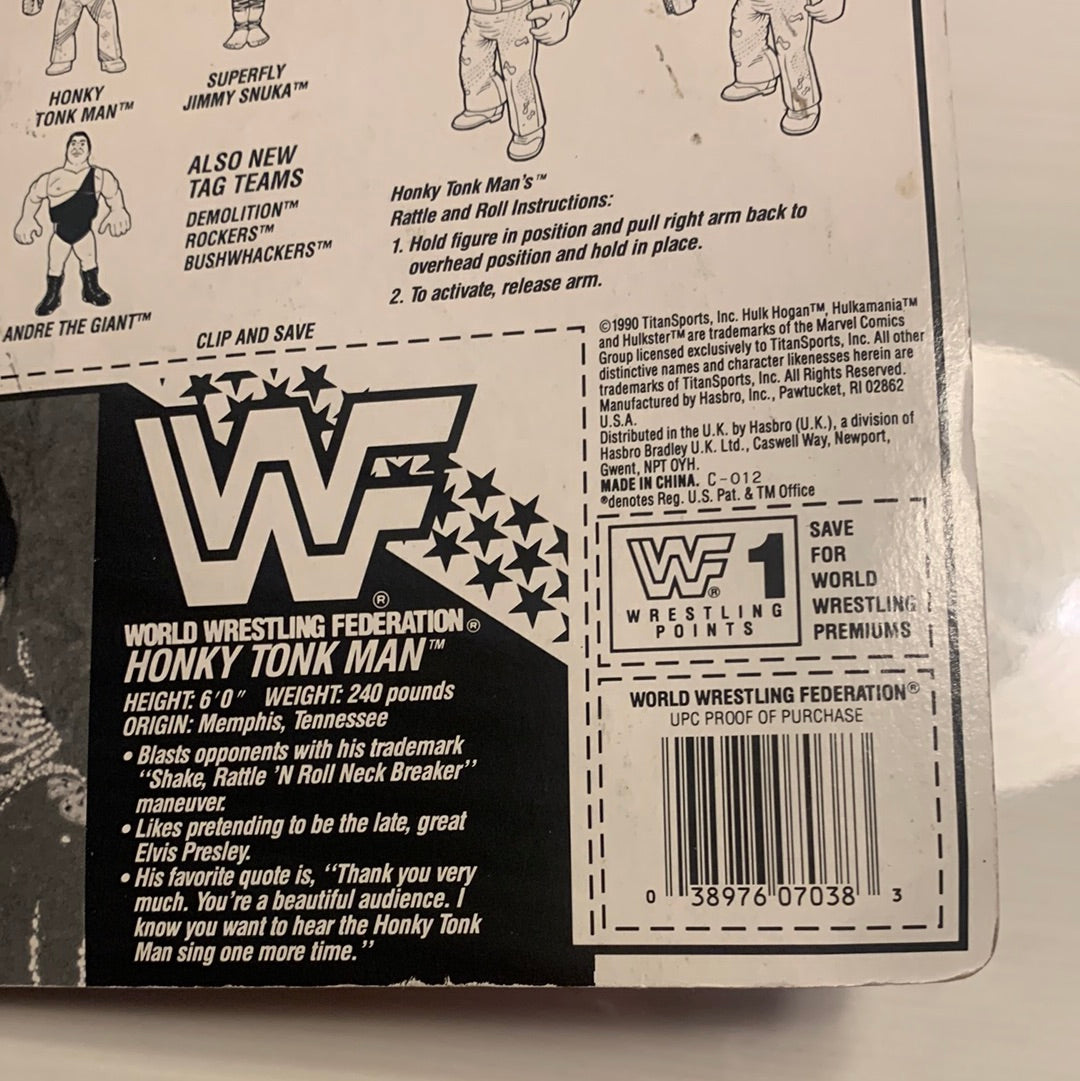 HONKY
TONK MAN™
SUPERFLY
JIMMY SNUKA™
ANDRE THE GIANT™
ALSO NEW
TAG TEAMS
DEMOLITION™
ROCKERS™
BUSHWHACKERS™
Honky Tonk Man's™
Rattle and Roll Instructions:
1. Hold figure in position and pull right arm back to
overhead position and hold in place.
2. To activate, release arm.
CLIP AND SAVE
©1990 TitanSports, Inc. Hulk Hogan™, Hulkamania™
and Hulkster™ are trademarks of the Marvel Comics
Group licensed exclusively to TitanSports, Inc. All other
distinctive names and character likenesses herein are
trademarks of TitanSports, Inc. All Rights Reserved.
Manufactured by Hasbro, Inc., Pawtucket, RI 02862
U.S.A.
Distributed in the U.K. by Hasbro (U.K.), a division of
Hasbro Bradley U.K. Ltd., Caswell Way, Newport,
Gwent, NPT OYH.
MADE IN CHINA. C-012
®denotes Reg. U.S. Pat. & TM Office
WF®
WORLD WRESTLING FEDERATION®
HONKY TONK MAN™
HEIGHT: 6'0" WEIGHT: 240 pounds
ORIGIN: Memphis, Tennessee
• Blasts opponents with his trademark
"Shake, Rattle 'N Roll Neck Breaker"
maneuver.
• Likes pretending to be the late, great
Elvis Presley.
• His favorite quote is, "Thank you very
much. You're a beautiful audience. I
know you want to hear the Honky Tonk
Man sing one more time."
WF® 1
WRESTLING
POINTS
SAVE
FOR
WORLD
WRESTLING
PREMIUMS
WORLD WRESTLING FEDERATION®
UPC PROOF OF PURCHASE
0 38976 07038 3